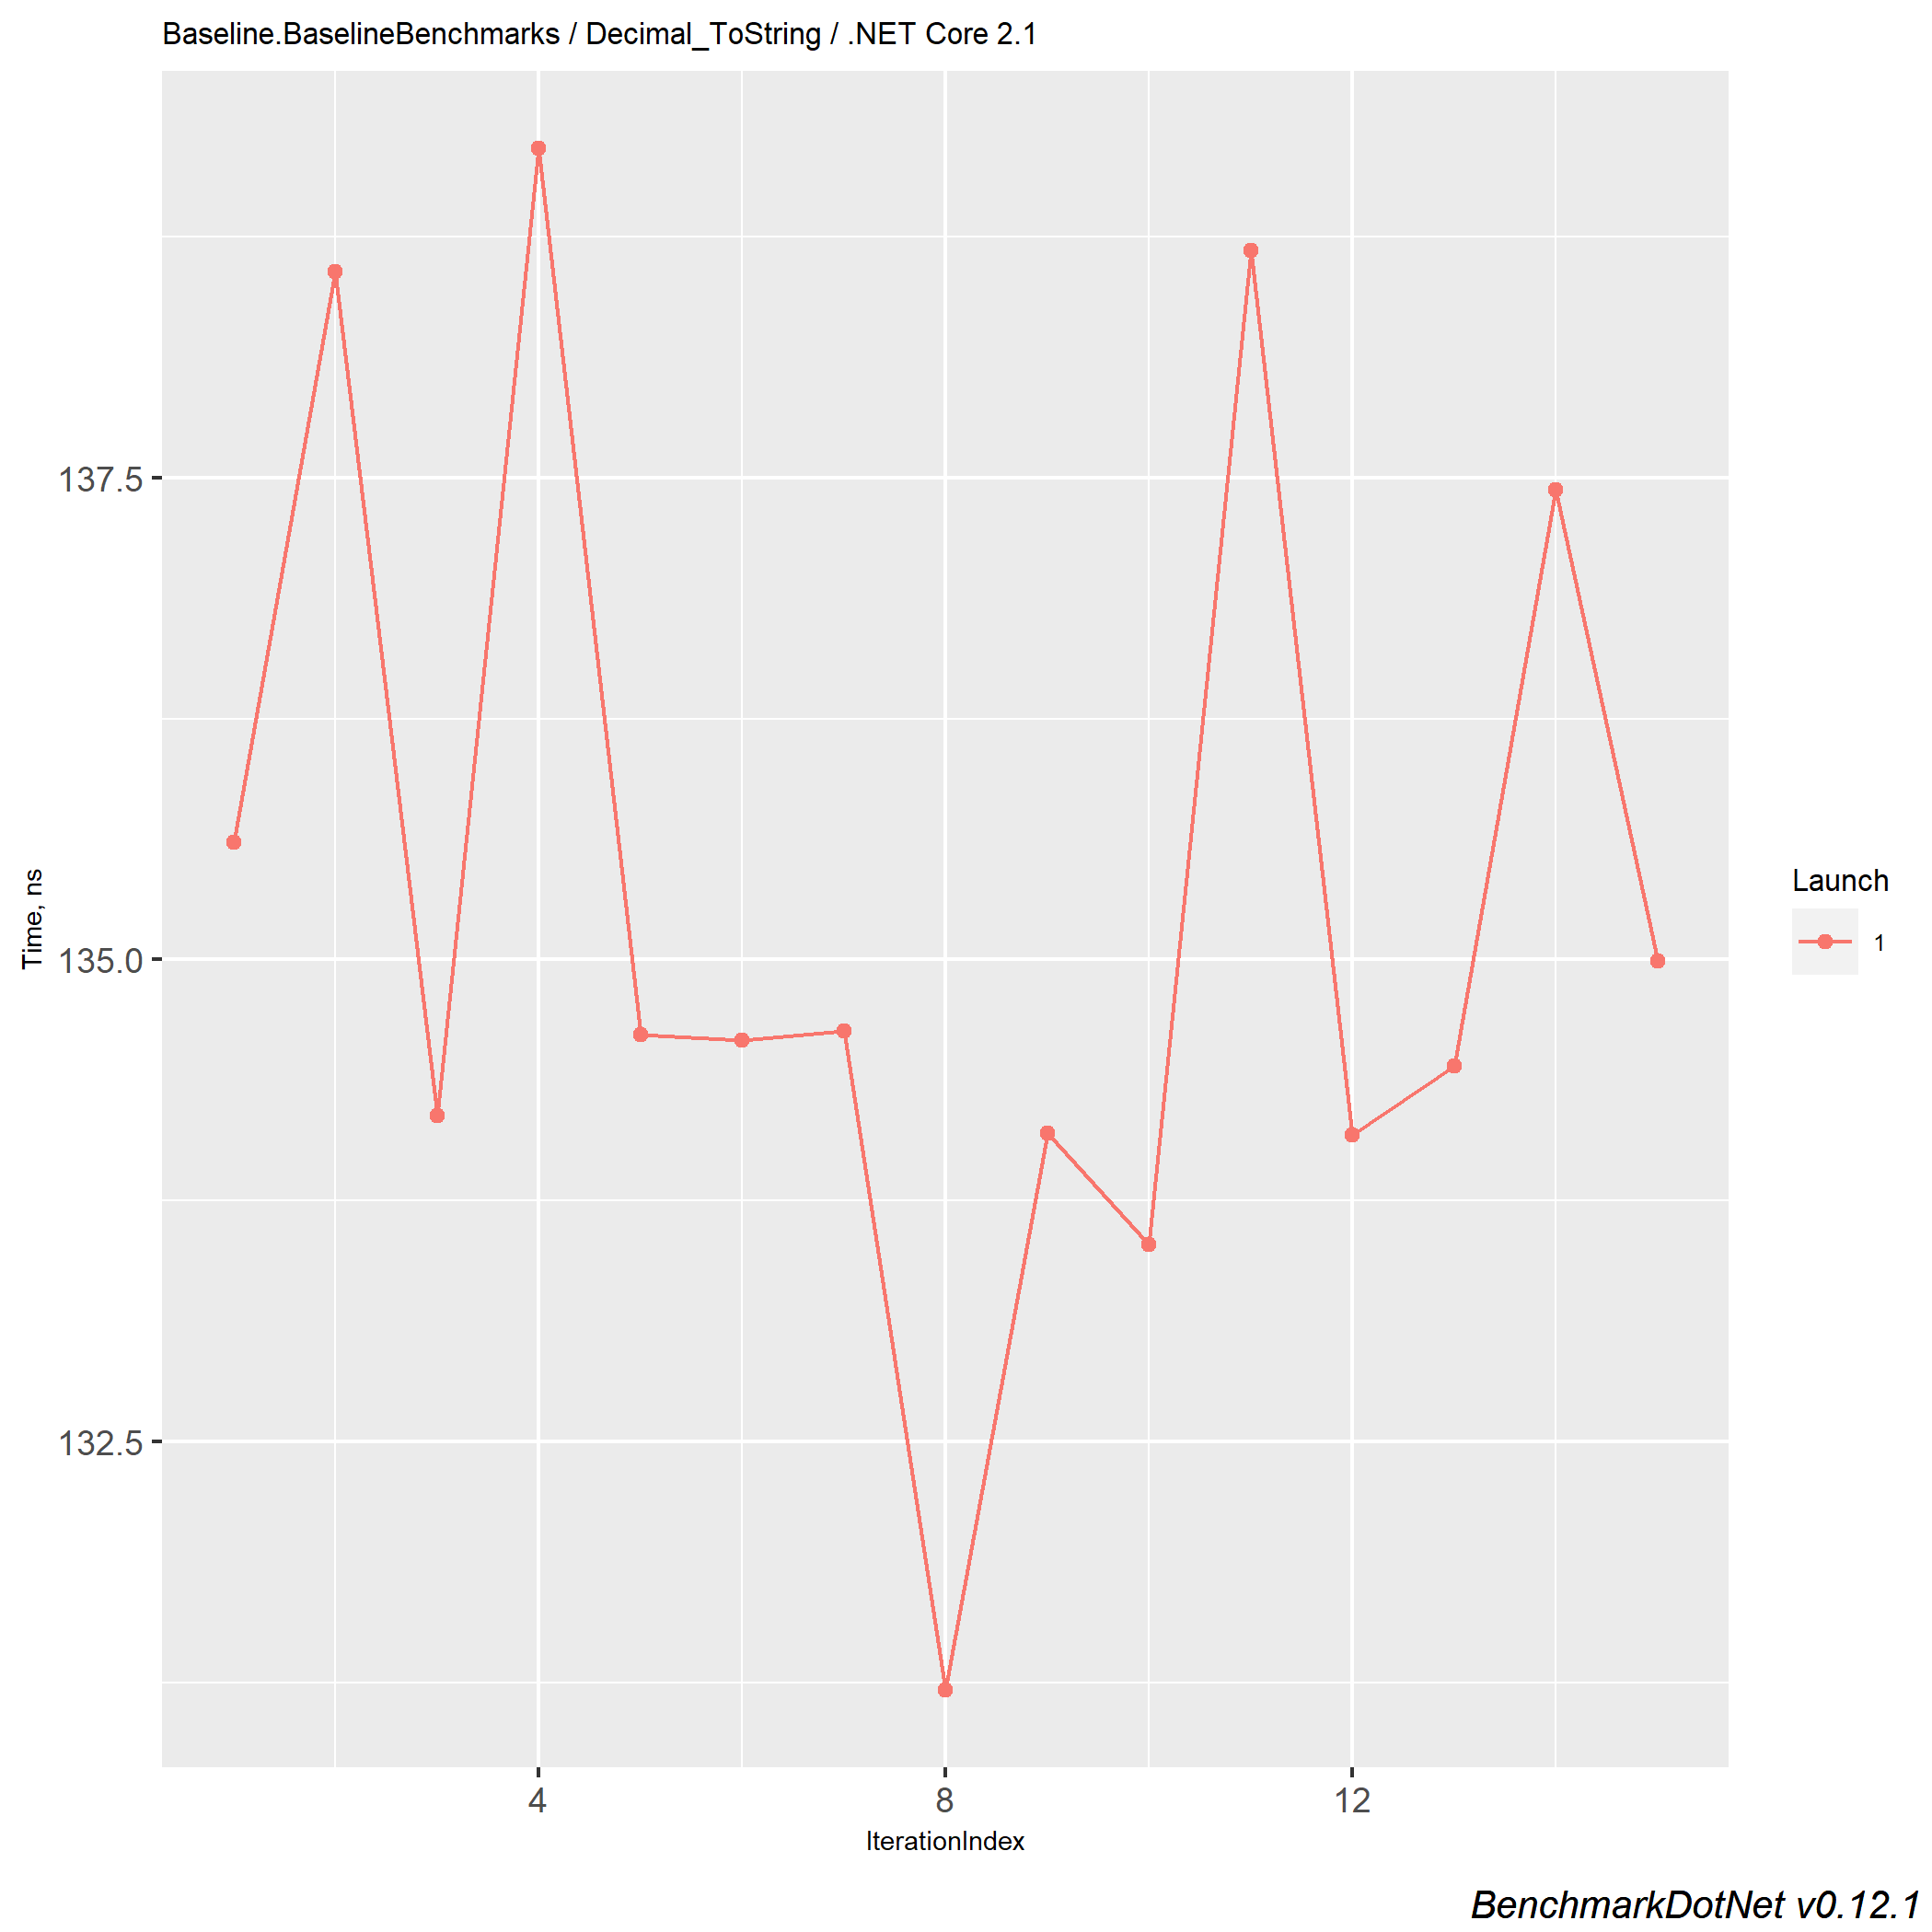 Baseline.BaselineBenchmarks / Decimal_ToString / .NET Core 2.1
137.5
135.0
132.5
Time, ns
4
8
12
IterationIndex
Launch
1
BenchmarkDotNet v0.12.1